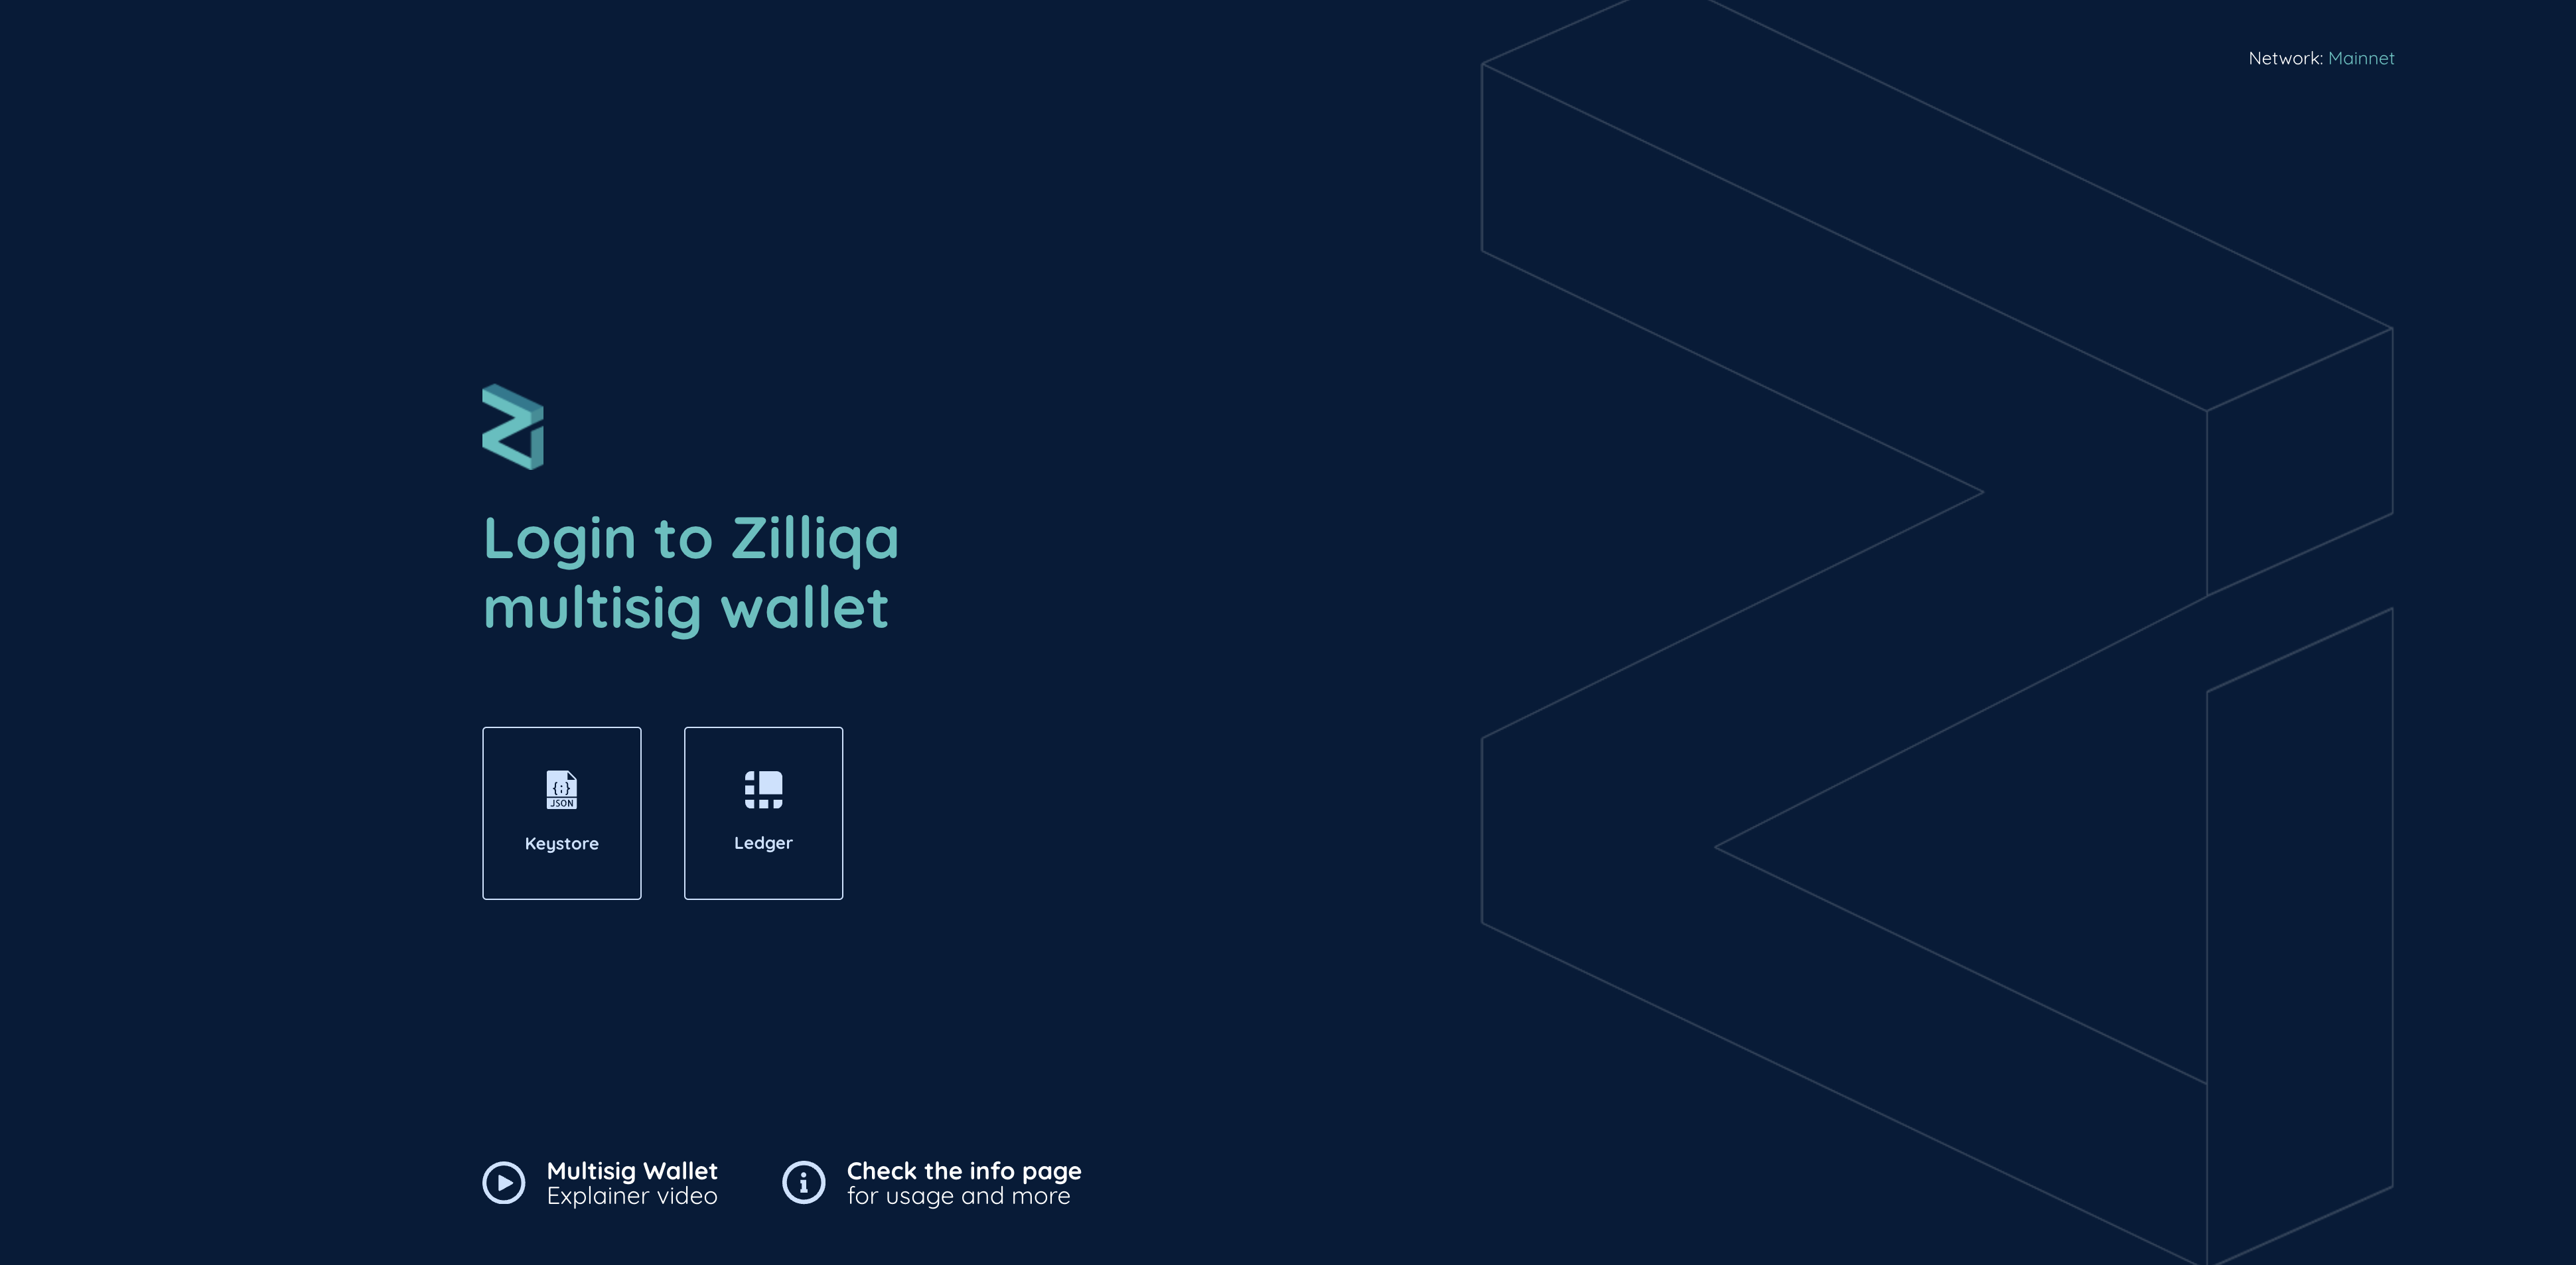 Network: Mainnet
Login to Zilliqa
multisig wallet
{;}
JSON
Keystore
Ledger
Multisig Wallet
Explainer video
Check the info page
for usage and more